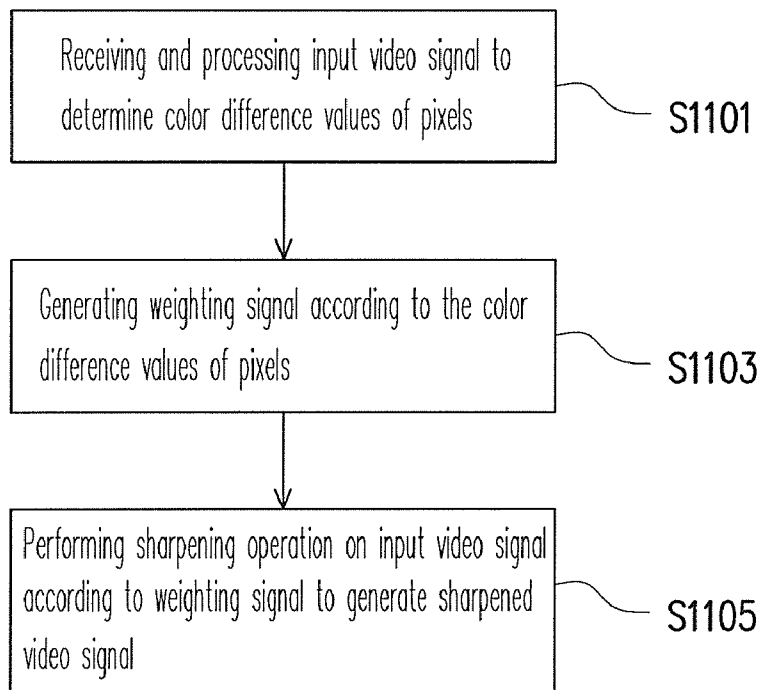 Receiving and processing input video signal to
determine color difference values of pixels
S1101
Generating weighting signal according to the color
difference values of pixels
S1103
Performing sharpening operation on input video signal
according to weighting signal to generate sharpened
video signal
S1105